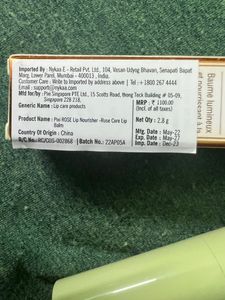 Imported By :- Nykaa E - Retail Pvt. Ltd., 104, Vasan Udyog Bhavan, Senapati Bapat
Marg, Lower Parel, Mumbai - 400013 , India.
Customer Care / Write to Imported by above address | Tel : + 1800 267 4444
Email : support@nykaa.com
Mfd for/by: Pixi Singapore PTE Ltd., 15 Scotts Road, thong Teck Building # 05-09,
Singapore 228 218,
Generic Name : Lip care products
MRP : ₹ 1100.00
(Incl. of all taxes)
Net Qty. : 2.8 g
Product Name : Pixi ROSE Lip Nourisher -Rose Care Lip
Balm
Country Of Origin : China
R.C/ A.R No.: RC/COS-002868 | Batch No. - 22AP05A
Mfg. Date : May-22
Exp. Date : May-27
Imp. Date : Dec-23
Baume lumineux
et nourrissant à la